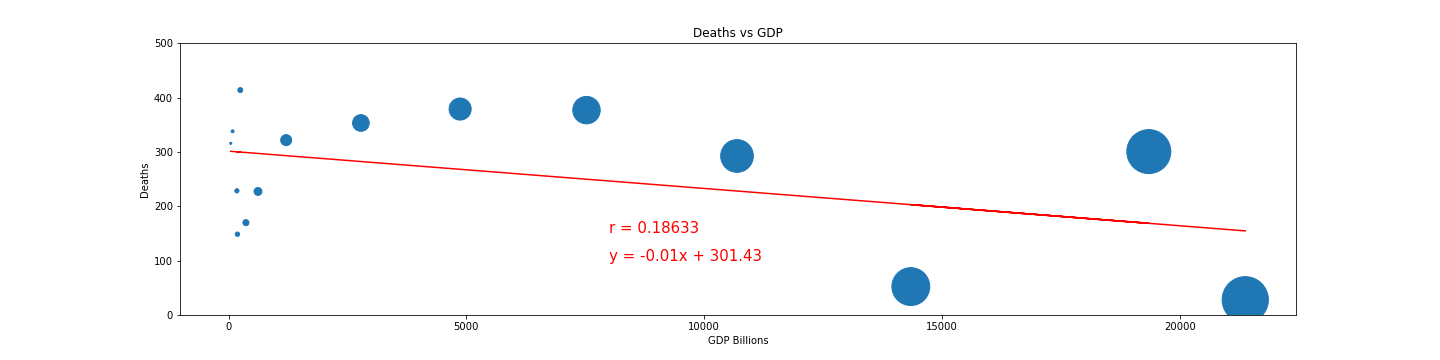 Deaths vs GDP
500
400
300
200
100
0
Deaths
r = 0.18633
y = -0.01x + 301.43
0 5000 10000 15000 20000
GDP Billions